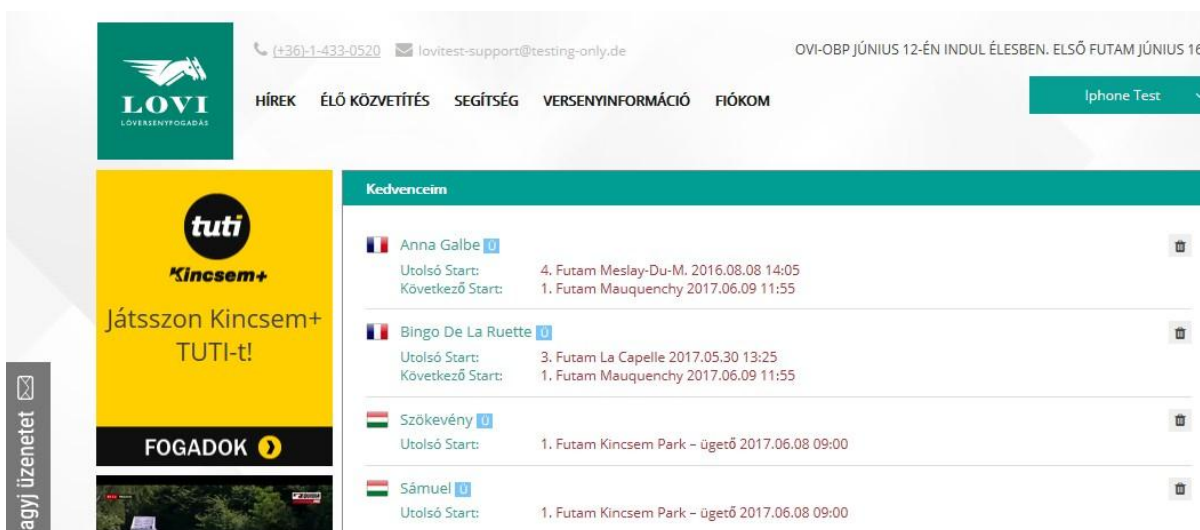 (+36)-1-433-0520 lovitest-support@testing-only.de OVI-OBP JÚNIUS 12-ÉN INDUL ÉLESBEN. ELSŐ FUTAM JÚNIUS 16
LOVI
LÓVERSENYFOGADÁS
HÍREK ÉLŐ KÖZVETÍTÉS SEGÍTSÉG VERSENYINFORMÁCIÓ FIÓKOM
Iphone Test
tuti
Kincsem+
Játsszon Kincsem+
TUTI-t!
FOGADOK
agyj üzenetet
Kedvenceim
Anna Galbe Ü
Utolsó Start: 4. Futam Meslay-Du-M. 2016.08.08 14:05
Következő Start: 1. Futam Mauquenchy 2017.06.09 11:55
Bingo De La Ruette Ü
Utolsó Start: 3. Futam La Capelle 2017.05.30 13:25
Következő Start: 1. Futam Mauquenchy 2017.06.09 11:55
Szökevény Ü
Utolsó Start: 1. Futam Kincsem Park – ügető 2017.06.08 09:00
Sámuel Ü
Utolsó Start: 1. Futam Kincsem Park – ügető 2017.06.08 09:00